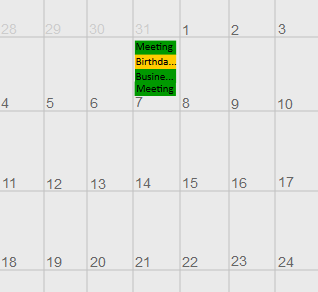 28 29 30 31 1 2 3
Meeting
Birthda...
Busine...
Meeting
4 5 6 7 8 9 10
11 12 13 14 15 16 17
18 19 20 21 22 23 24